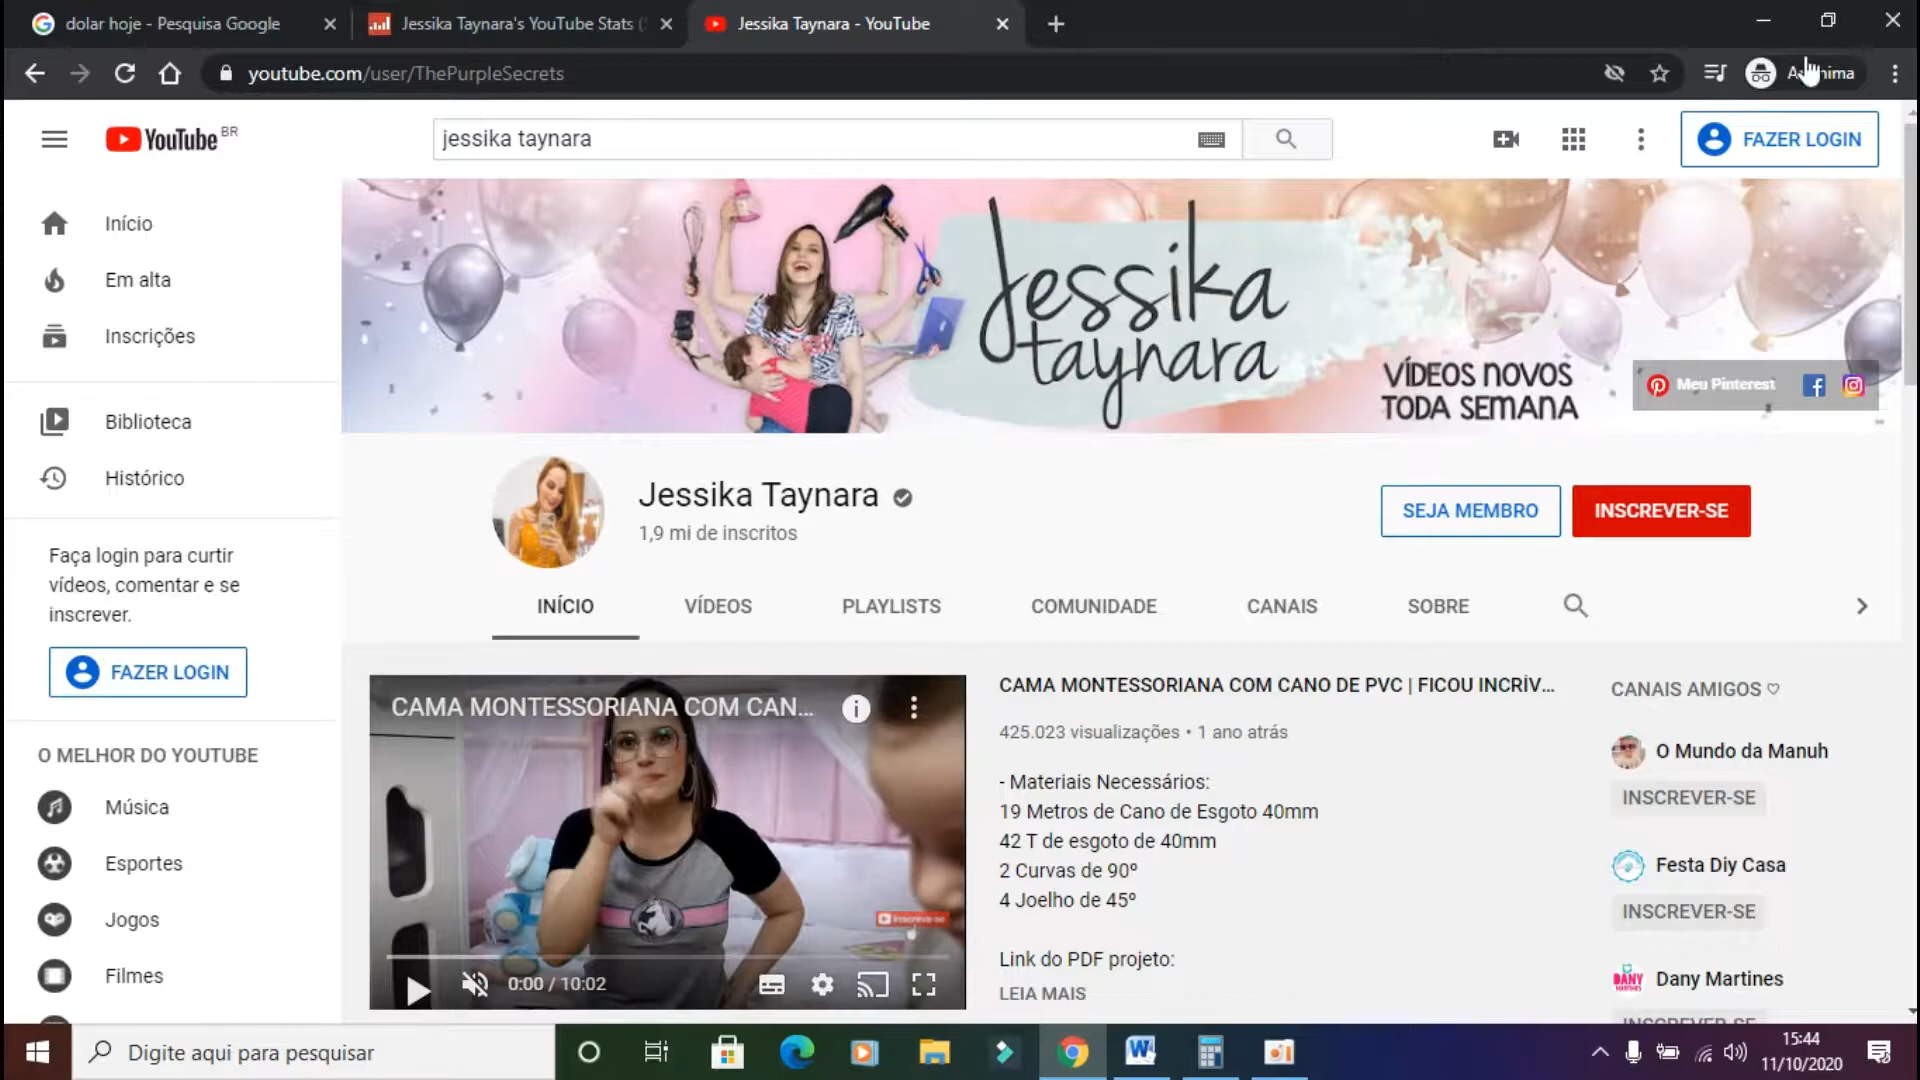 dolar hoje - Pesquisa Google
Jessika Taynara's YouTube Stats (
Jessika Taynara - YouTube
youtube.com/user/ThePurpleSecrets
YouTube BR
jessika taynara
FAZER LOGIN
Início
Em alta
Inscrições
Biblioteca
Histórico
Faça login para curtir
vídeos, comentar e se
inscrever.
FAZER LOGIN
O MELHOR DO YOUTUBE
Música
Esportes
Jogos
Filmes
Jessika
taynara
VÍDEOS NOVOS
TODA SEMANA
Meu Pinterest
Jessika Taynara
1,9 mi de inscritos
SEJA MEMBRO
INSCREVER-SE
INÍCIO
VÍDEOS
PLAYLISTS
COMUNIDADE
CANAIS
SOBRE
CAMA MONTESSORIANA COM CAN...
Inscreva-se
0:00 / 10:02
CAMA MONTESSORIANA COM CANO DE PVC | FICOU INCRÍV...
425.023 visualizações • 1 ano atrás
- Materiais Necessários:
19 Metros de Cano de Esgoto 40mm
42 T de esgoto de 40mm
2 Curvas de 90º
4 Joelho de 45º
Link do PDF projeto:
LEIA MAIS
CANAIS AMIGOS ♡
O Mundo da Manuh
INSCREVER-SE
Festa Diy Casa
INSCREVER-SE
DANY
Dany Martines
INSCREVER-SE
Digite aqui para pesquisar
15:44
11/10/2020